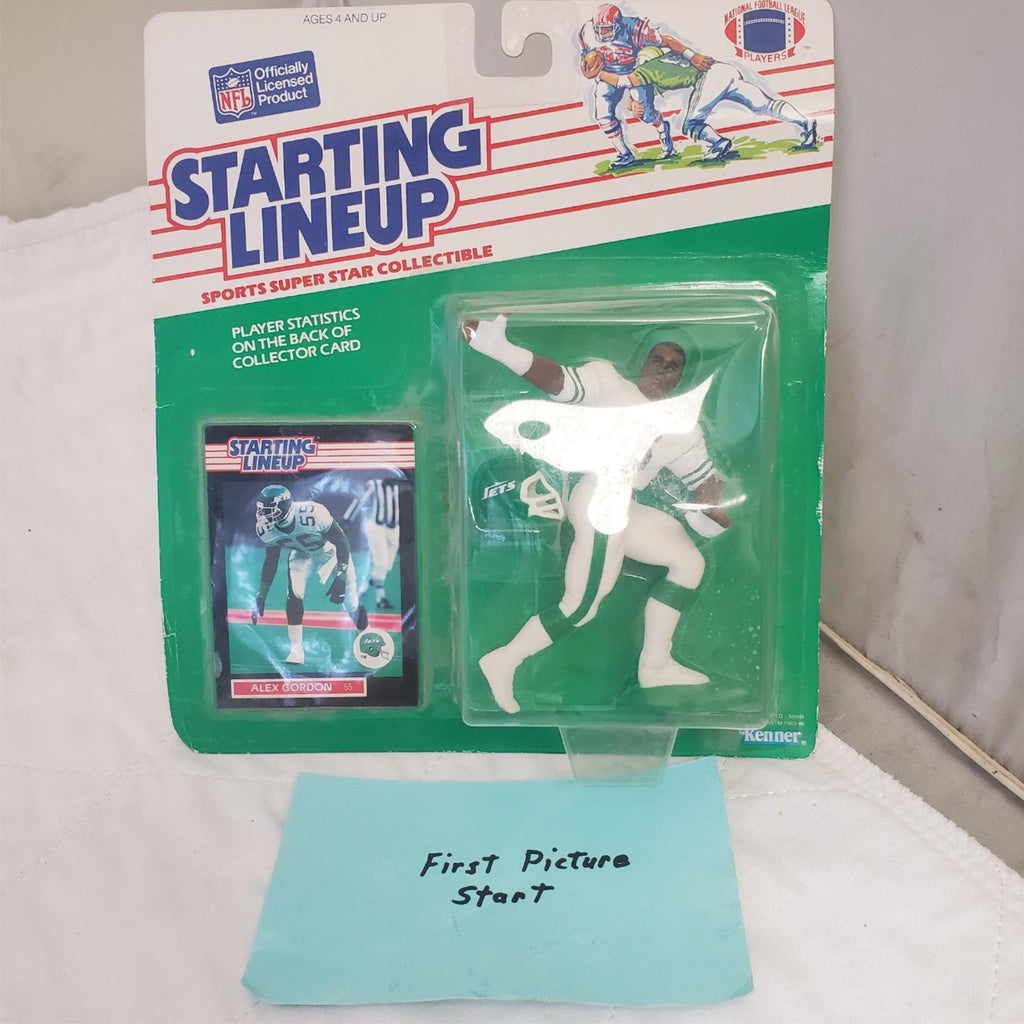 AGES 4 AND UP
NFL
Officially
Licensed
Product
NATIONAL FOOTBALL LEAGUE
PLAYERS
TM
STARTING
LINEUP
SPORTS SUPER STAR COLLECTIBLE
PLAYER STATISTICS
ON THE BACK OF
COLLECTOR CARD
STARTING
LINEUP
JETS
55
JETS
ALEX GORDON 55
JETS
Kenner®
First Picture
Start